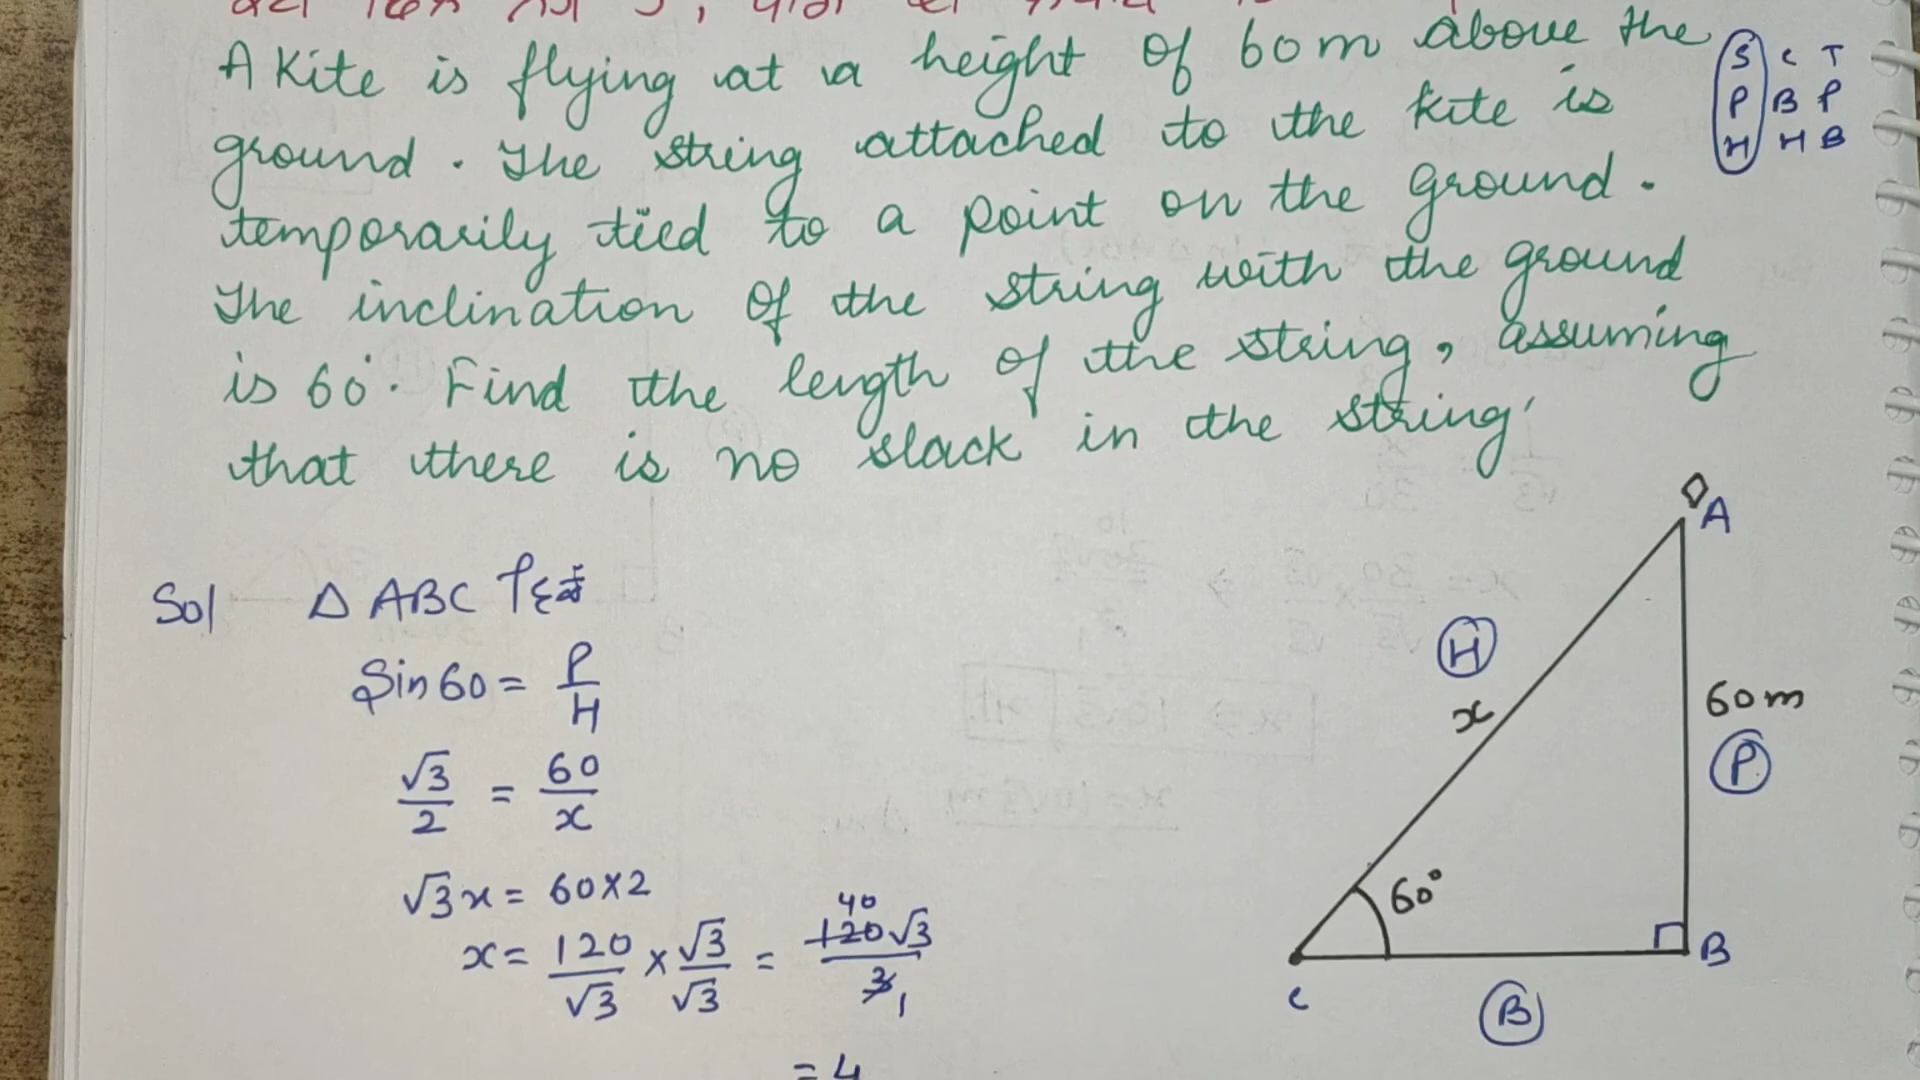 A Kite is flying at a height of 60 m above the
ground. The string attached to the kite is
temporarily tied to a point on the ground.
The inclination of the string with the ground
is 60°. Find the length of the string, assuming
that there is no slack in the string
S C T
P B P
H H B
Sol △ ABC में
Sin 60 = P/H
√3/2 = 60/x
√3x = 60×2
x = 120/√3 × √3/√3 = 120√3/3
40
1
= 4
A
H
x
60m
P
60°
B
C
B